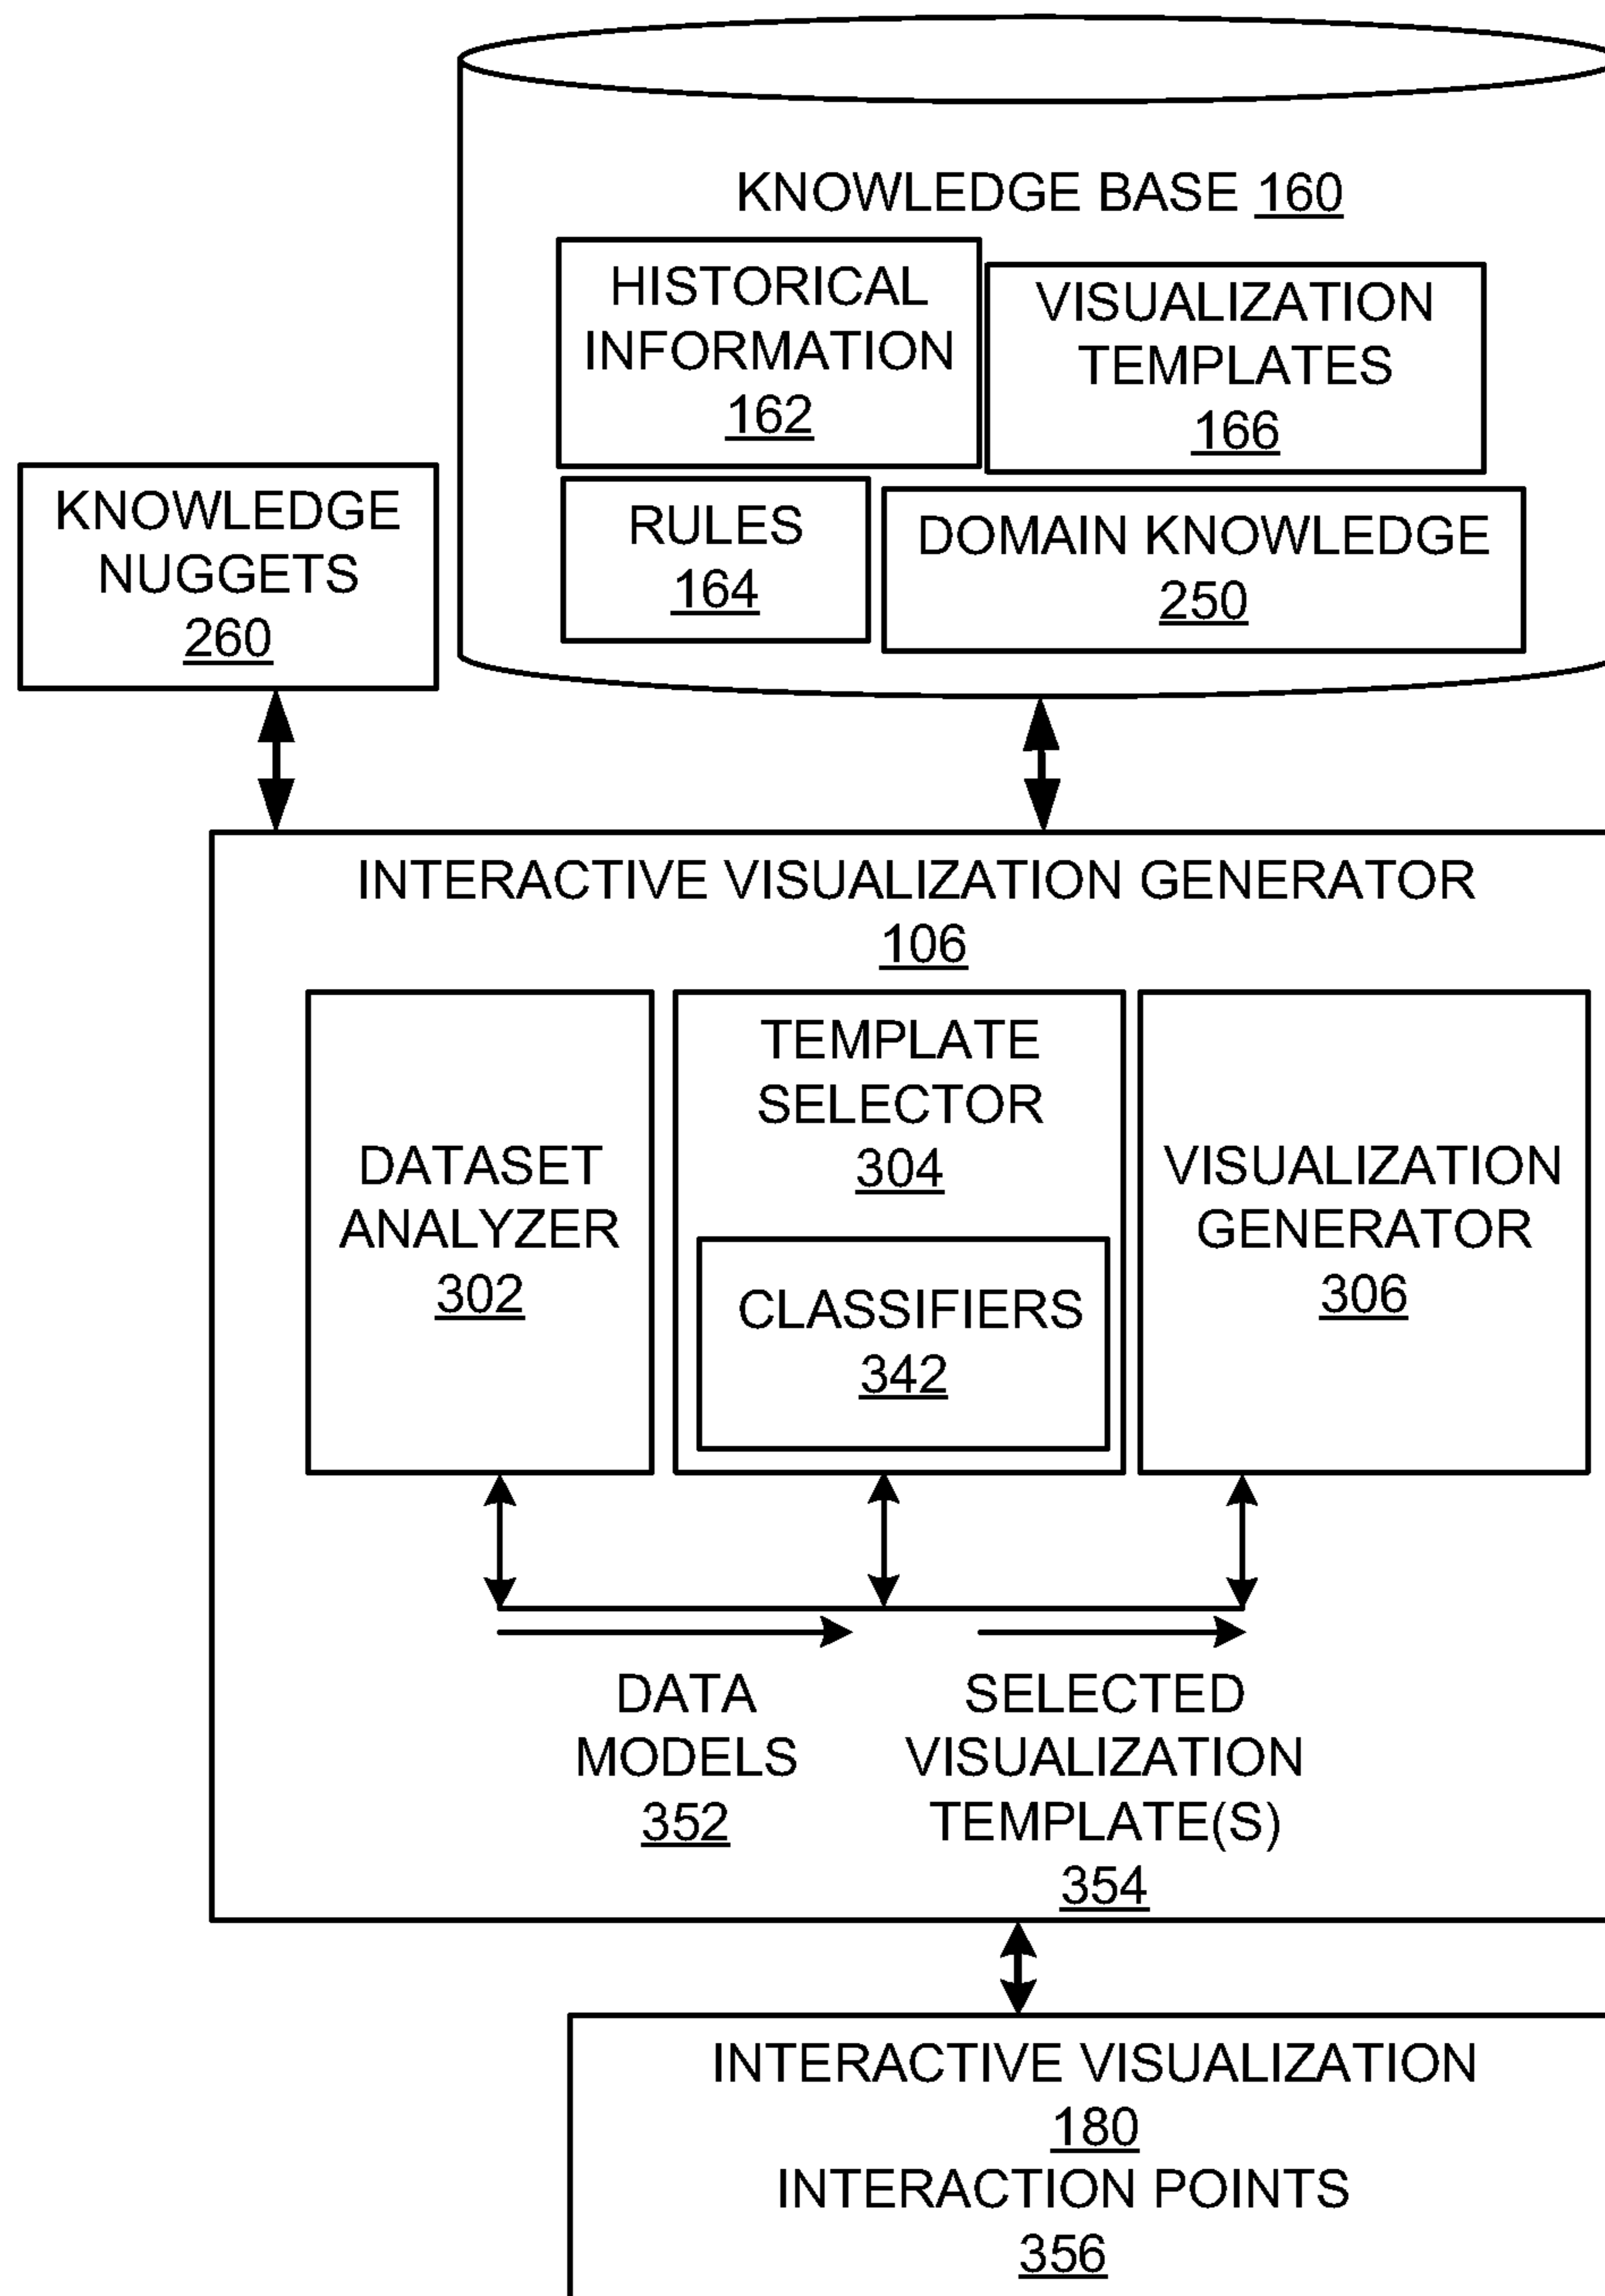 KNOWLEDGE BASE 160
HISTORICAL
INFORMATION
162
VISUALIZATION
TEMPLATES
166
KNOWLEDGE
NUGGETS
260
RULES
164
DOMAIN KNOWLEDGE
250
INTERACTIVE VISUALIZATION GENERATOR
106
DATASET
ANALYZER
302
TEMPLATE
SELECTOR
304
CLASSIFIERS
342
VISUALIZATION
GENERATOR
306
DATA
MODELS
352
SELECTED
VISUALIZATION
TEMPLATE(S)
354
INTERACTIVE VISUALIZATION
180
INTERACTION POINTS
356